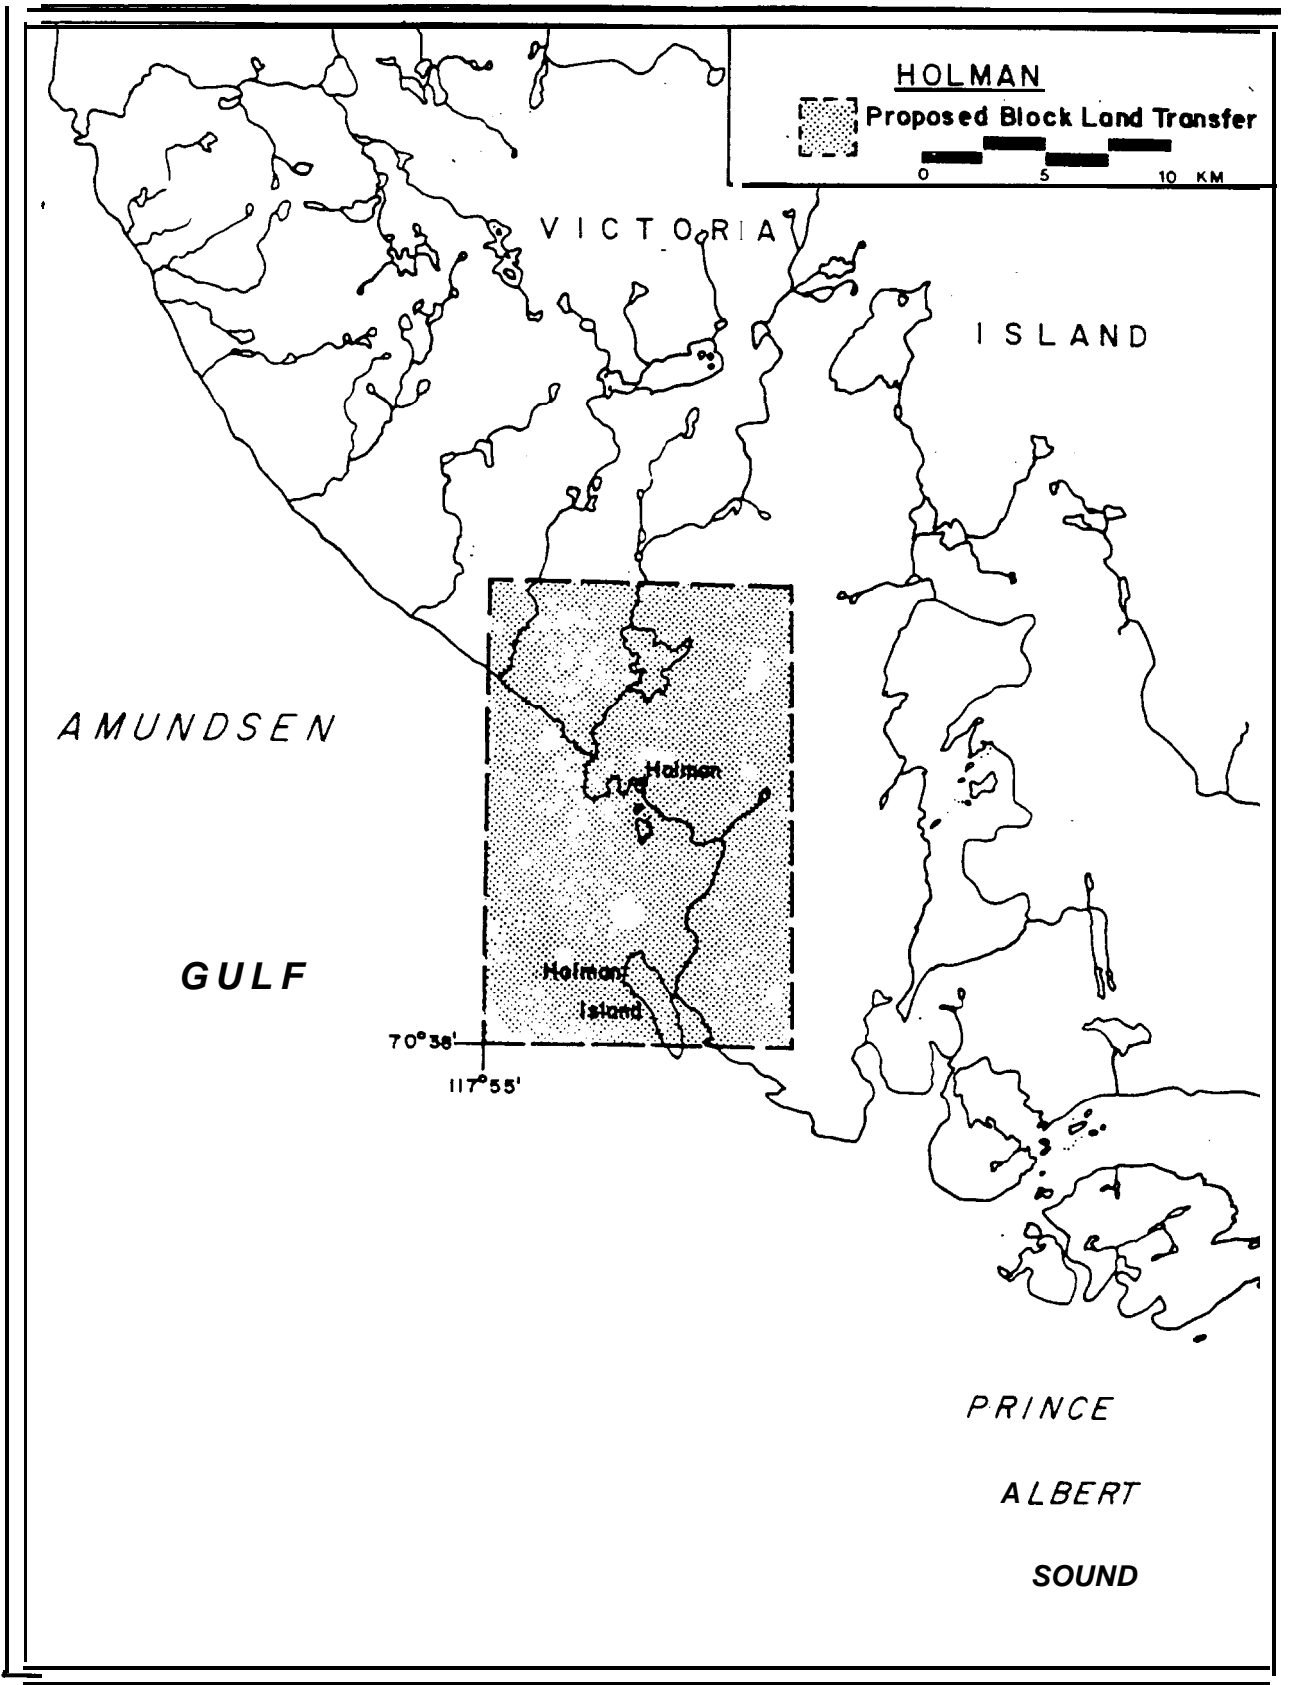 HOLMAN
Proposed Block Land Transfer
0 5 10 KM
VICTORIA
ISLAND
AMUNDSEN
Holman
GULF
Holman
Island
70°38'
117°55'
PRINCE
ALBERT
SOUND